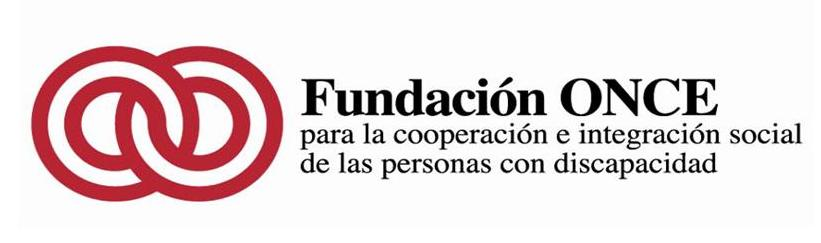 Fundación ONCE
para la cooperación e integración social
de las personas con discapacidad